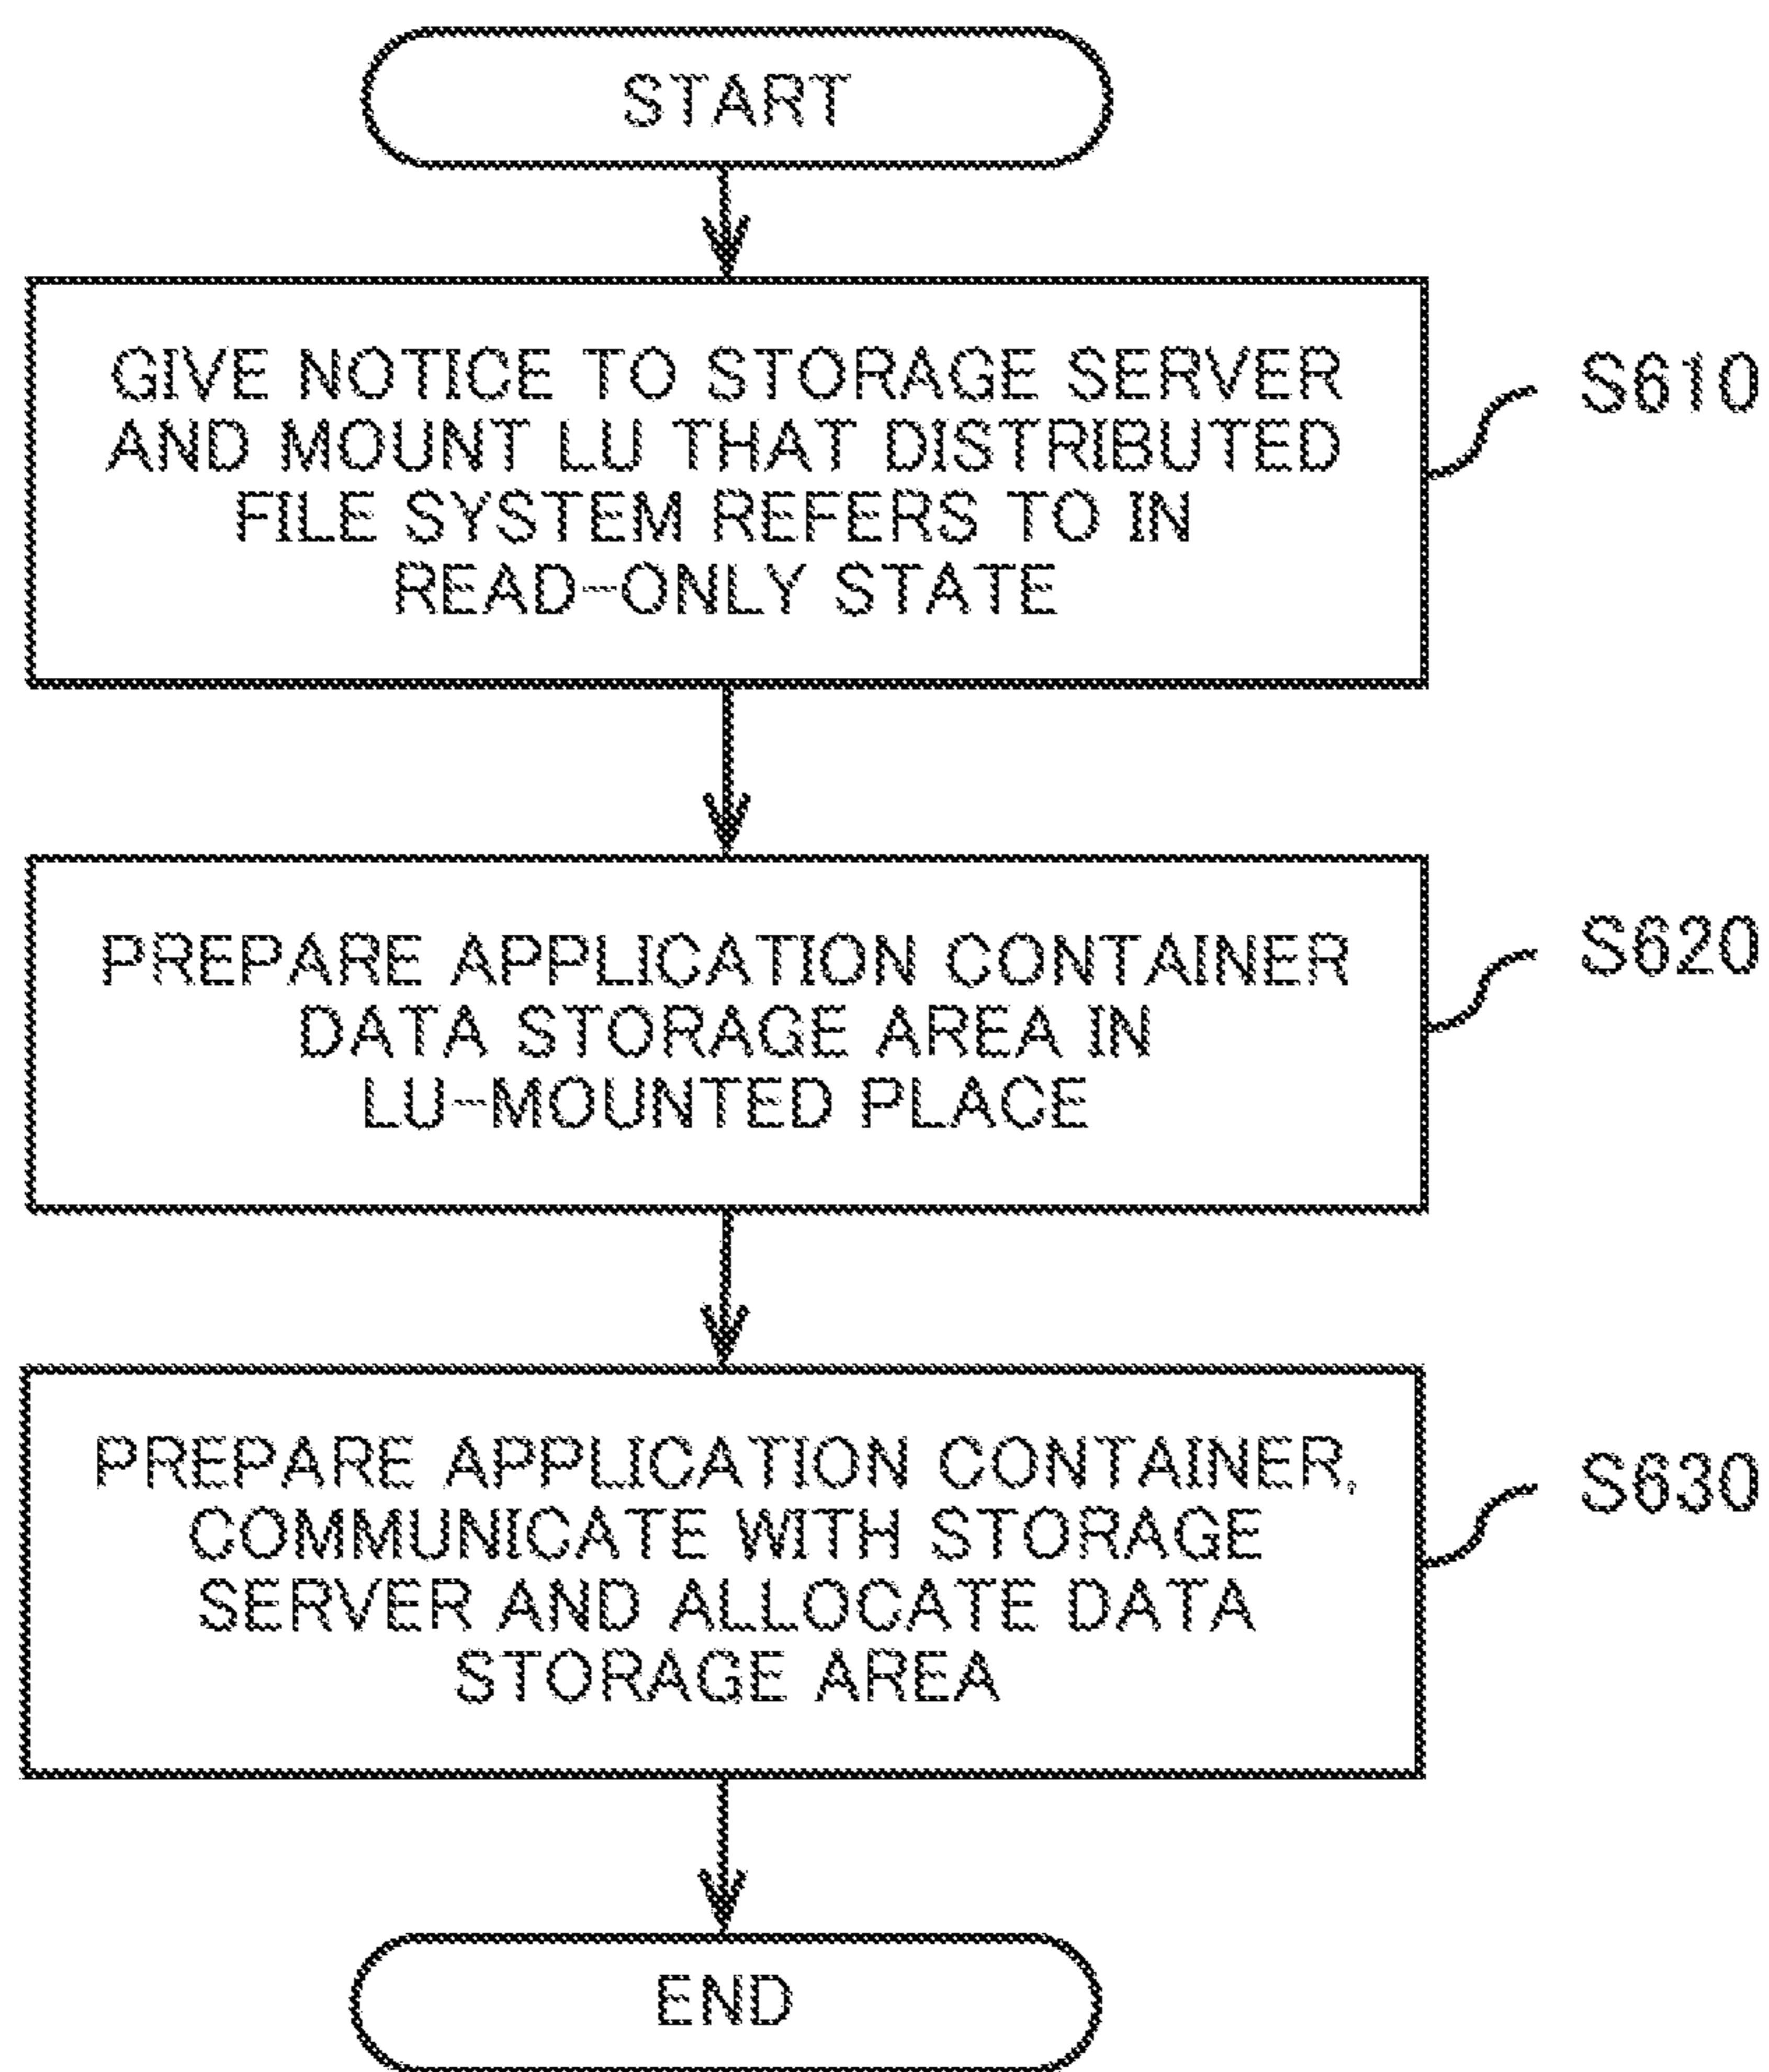 START
GIVE NOTICE TO STORAGE SERVER
AND MOUNT LU THAT DISTRIBUTED
FILE SYSTEM REFERS TO IN
READ-ONLY STATE
S610
PREPARE APPLICATION CONTAINER
DATA STORAGE AREA IN
LU-MOUNTED PLACE
S620
PREPARE APPLICATION CONTAINER,
COMMUNICATE WITH STORAGE
SERVER AND ALLOCATE DATA
STORAGE AREA
S630
END